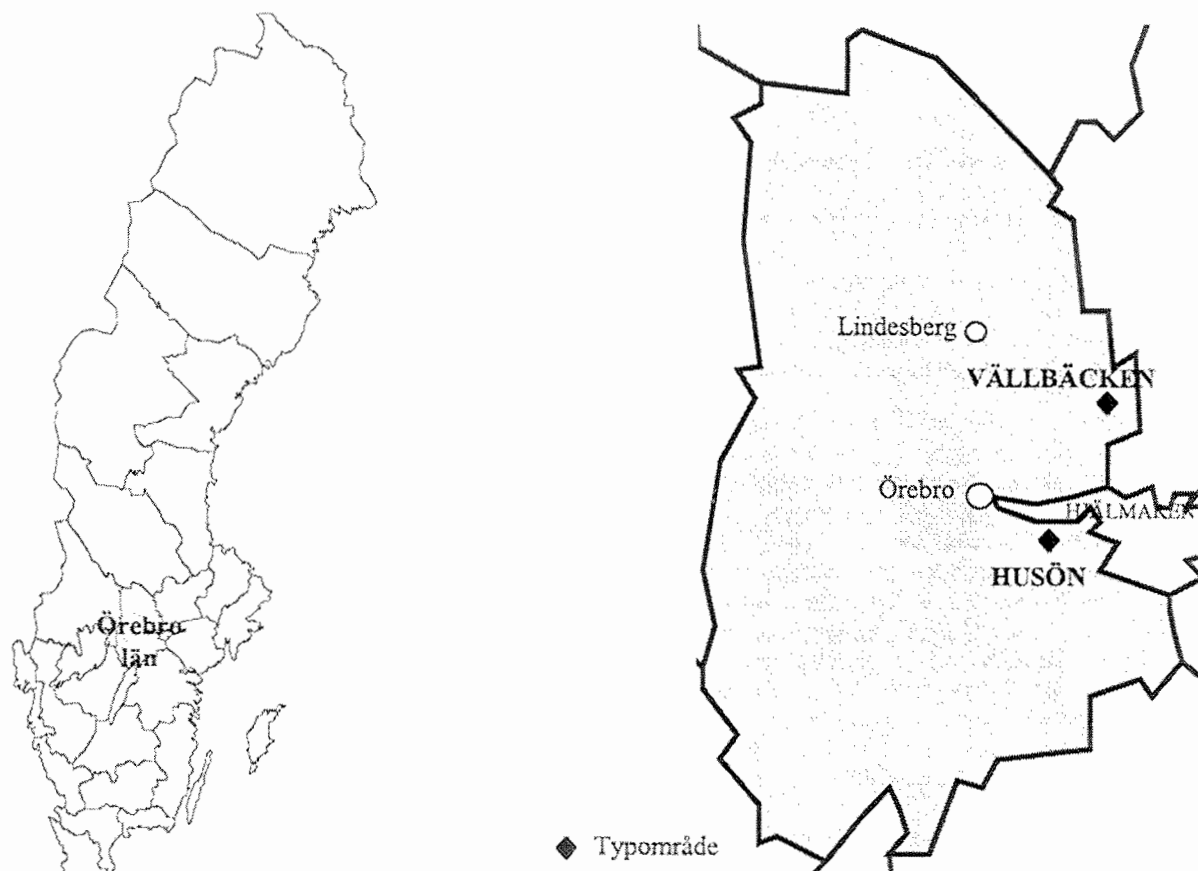 Örebro
län
Lindesberg
VÄLLBÄCKEN
Örebro
HJÄLMAREN
HUSÖN
Typområde